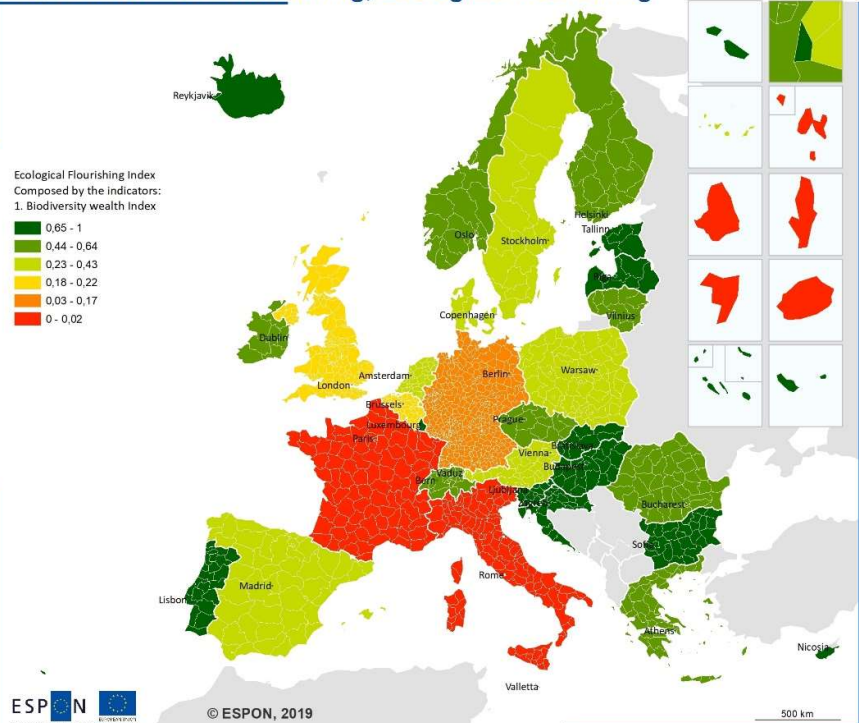 Reykjavik
Ecological Flourishing Index
Composed by the indicators:
1. Biodiversity wealth Index
0,65 - 1
0,44 - 0,64
0,23 - 0,43
0,18 - 0,22
0,03 - 0,17
0 - 0,02
Helsinki
Tallinn
Oslo
Stockholm
Riga
Copenhagen
Vilnius
Dublin
Amsterdam
Berlin
Warsaw
London
Brussels
Luxembourg
Prague
Paris
Bratislava
Vienna
Budapest
Vaduz
Bern
Ljubljana
Bucharest
Sofia
Rome
Madrid
Lisbon
Athens
Nicosia
Valletta
ESPON
© ESPON, 2019
500 km